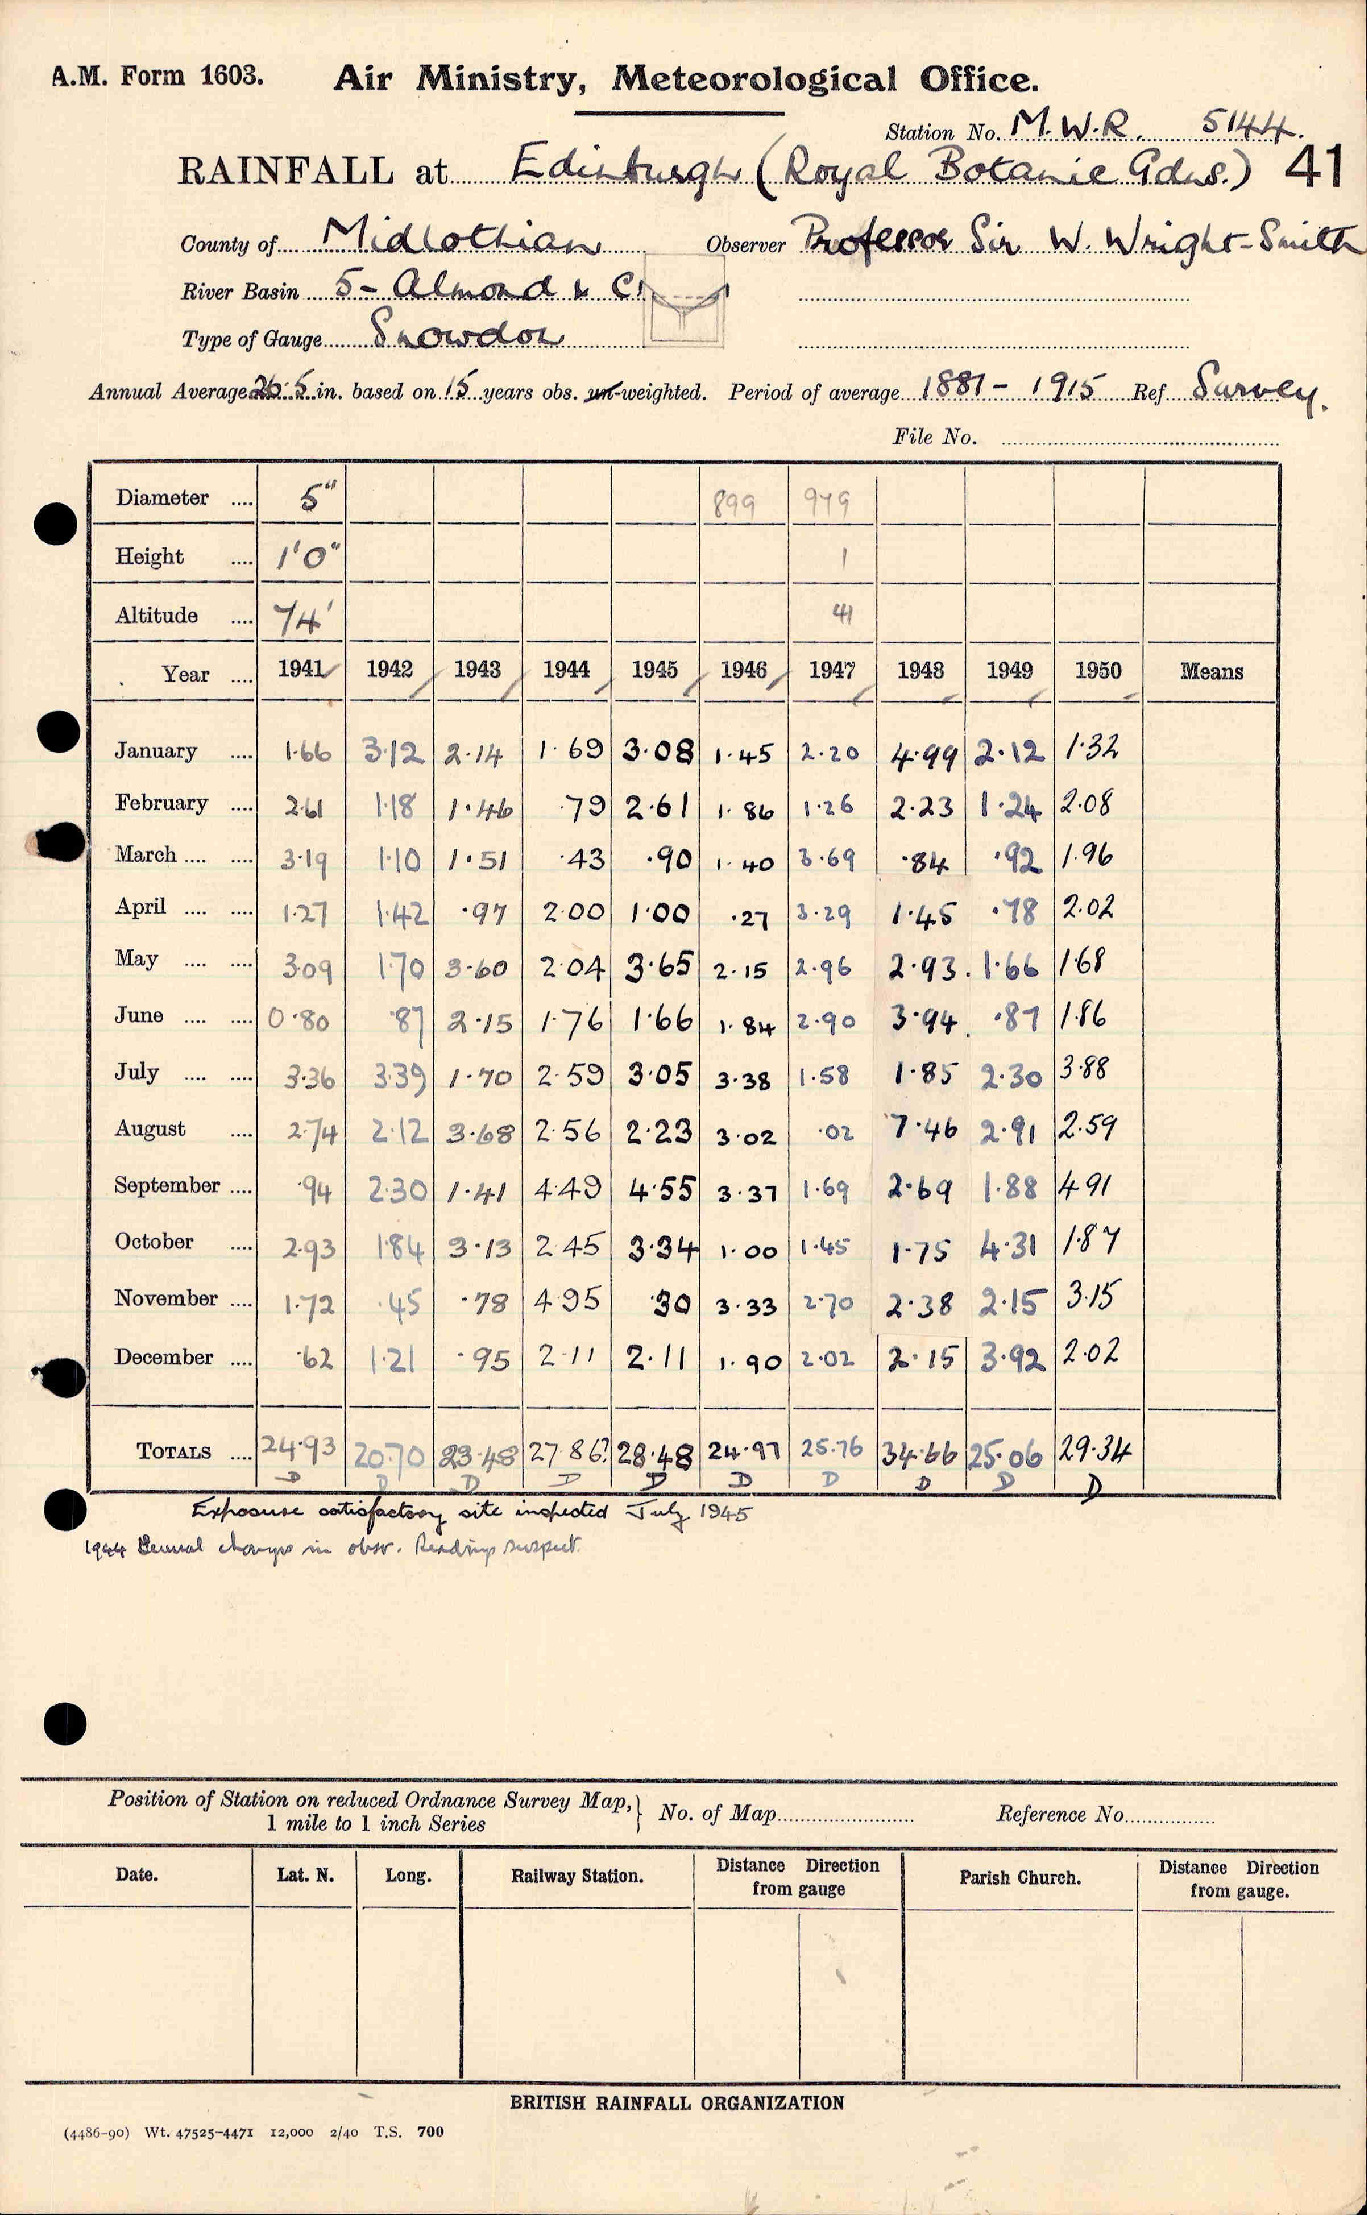 A.M. Form 1603. Air Ministry, Meteorological Office.
Station No. M.W.R. 5144.
RAINFALL at Edinburgh (Royal Botanic Gdns.) 41
County of Midlothian Observer Professor Sir W. Wright-Smith
River Basin 5- Almond & C
Type of Gauge Snowdon
Annual Average 26.5 in. based on 15 years obs. un-weighted. Period of average 1881-1915 Ref Survey.
File No.
Diameter .... 5" 899 979
Height .... 1'0" 1
Altitude .... 74' 41
Year .... 1941 1942 1943 1944 1945 1946 1947 1948 1949 1950 Means
January .... 1.66 3.12 2.14 1.69 3.08 1.45 2.20 4.99 2.12 1.32
February .... 2.61 1.18 1.46 .79 2.61 1.86 1.26 2.23 1.24 2.08
March .... .... 3.19 1.10 1.51 .43 .90 1.40 3.69 .84 .92 1.96
April .... .... 1.27 1.42 .97 2.00 1.00 .27 3.29 1.45 .78 2.02
May .... .... 3.09 1.70 3.60 2.04 3.65 2.15 2.96 2.93. 1.66 1.68
June .... .... 0.80 .87 2.15 1.76 1.66 1.84 2.90 3.94. .87 1.86
July .... .... 3.36 3.39 1.70 2.59 3.05 3.38 1.58 1.85 2.30 3.88
August .... 2.74 2.12 3.68 2.56 2.23 3.02 .02 7.46 2.91 2.59
September .... .94 2.30 1.41 4.49 4.55 3.37 1.69 2.69 1.88 4.91
October .... 2.93 1.84 3.13 2.45 3.34 1.00 1.45 1.75 4.31 1.87
November .... 1.72 .45 .78 4.95 .30 3.33 2.70 2.38 2.15 3.15
December .... .62 1.21 .95 2.11 2.11 1.90 2.02 2.15 3.92 2.02
TOTALS .... 24.93 20.70 23.48 27.86? 28.48 24.97 25.76 34.66 25.06 29.34
D D D D D D D D D D
Exposure satisfactory site inspected July 1945
1944 Several changes in obsr. Readings suspect.
Position of Station on reduced Ordnance Survey Map,
1 mile to 1 inch Series
No. of Map Reference No.
Date. Lat. N. Long. Railway Station. Distance Direction from gauge Parish Church. Distance Direction from gauge.
BRITISH RAINFALL ORGANIZATION
(4486-90) Wt. 47525-4471 12,000 2/40 T.S. 700